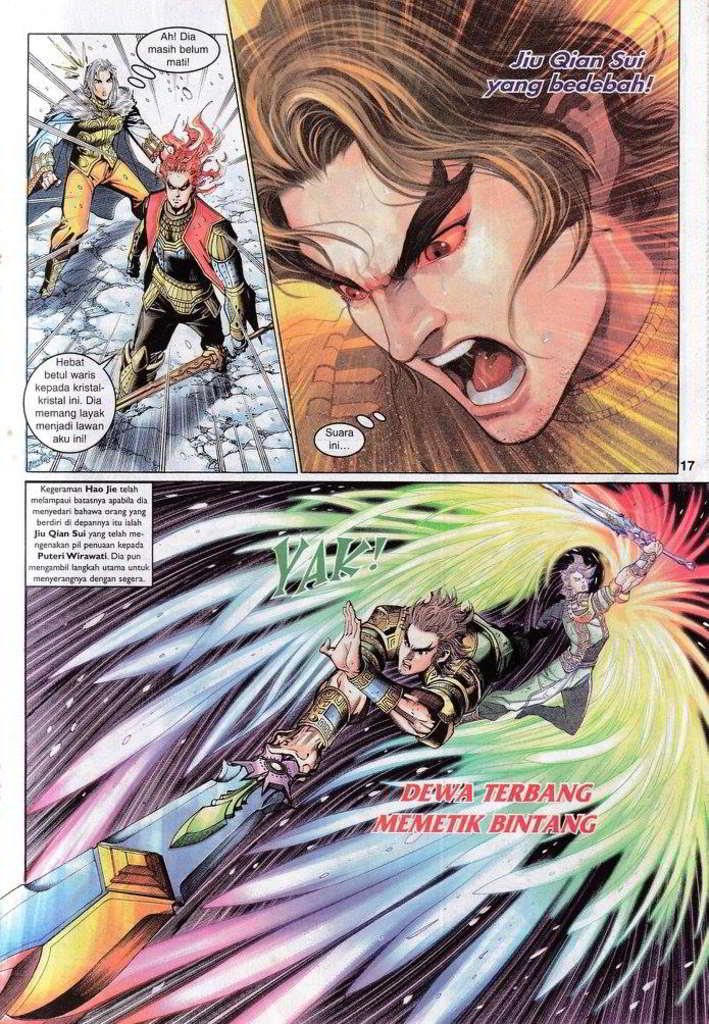 Ah! Dia
masih belum
mati!
Jiu Qian Sui
yang bedebah!
Hebat
betul waris
kepada kristal-
kristal ini. Dia
memang layak
menjadi lawan
aku ini!
Suara
ini...
17
Kegeraman Hao Jie telah
melampaui batasnya apabila dia
menyedari bahawa orang yang
berdiri di depannya itu ialah
Jiu Qian Sui yang telah me-
ngenakan pil penuaan kepada
Puteri Wirawati. Dia pun
mengambil langkah utama untuk
menyerangnya dengan segera.
YAK!
DEWA TERBANG
MEMETIK BINTANG